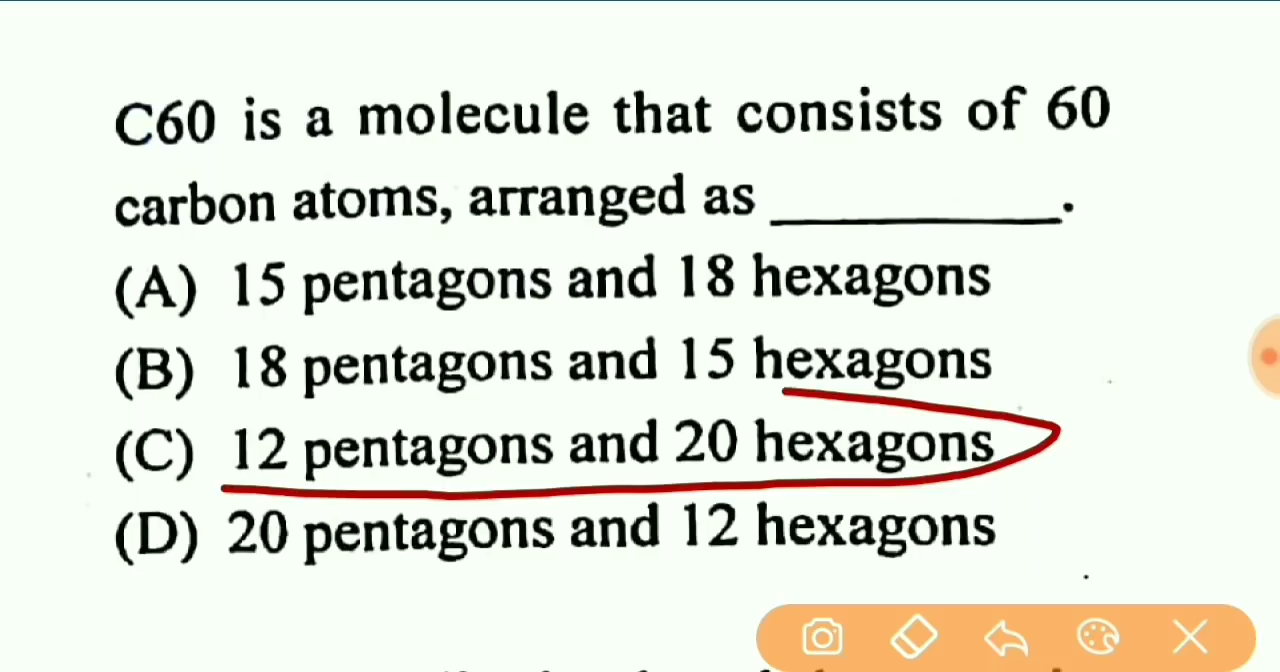 C60 is a molecule that consists of 60
carbon atoms, arranged as __________.
(A) 15 pentagons and 18 hexagons
(B) 18 pentagons and 15 hexagons
(C) 12 pentagons and 20 hexagons
(D) 20 pentagons and 12 hexagons